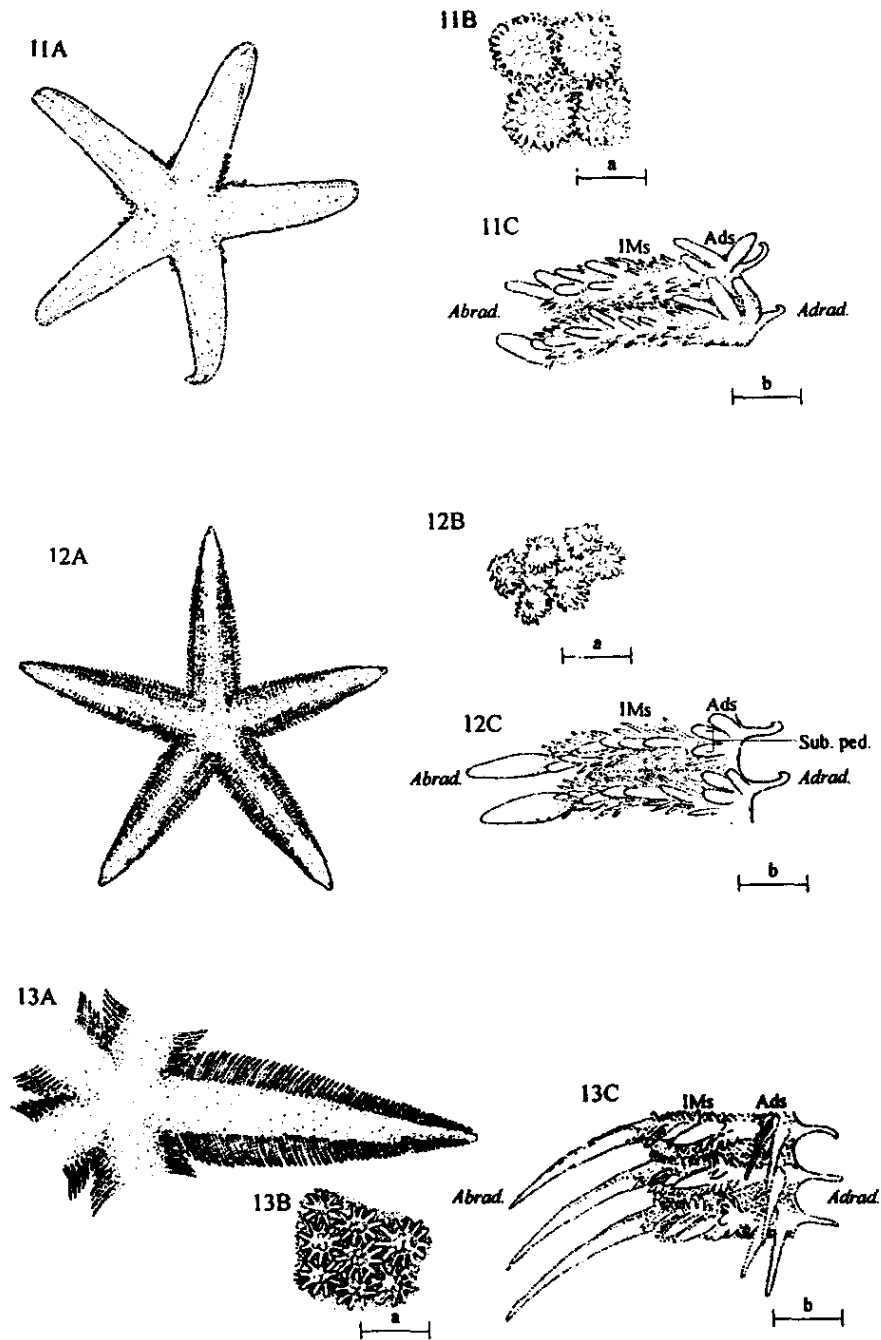 11A
11B
a
11C
IMs
Ads
Abrad.
Adrad.
b
12A
12B
a
12C
IMs
Ads
Sub. ped.
Abrad.
Adrad.
b
13A
13B
a
13C
IMs
Ads
Abrad.
Adrad.
b